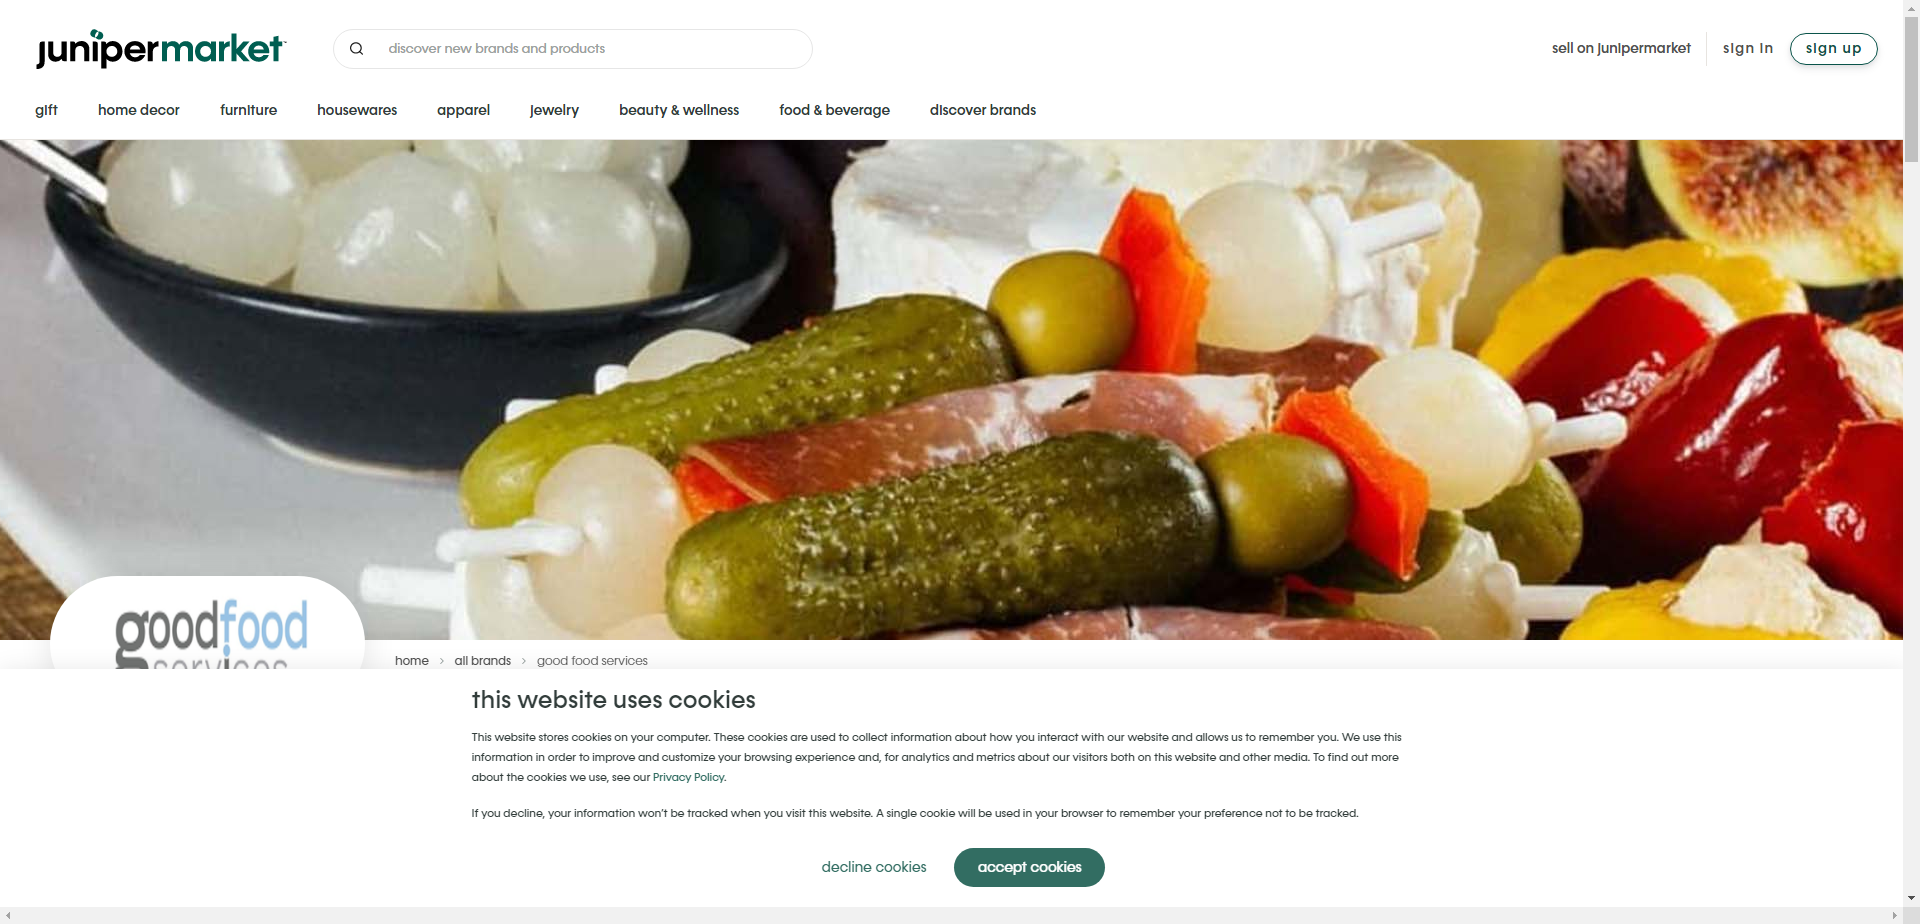 junipermarket
discover new brands and products
sell on junipermarket
sign in
sign up
gift
home decor
furniture
housewares
apparel
jewelry
beauty & wellness
food & beverage
discover brands
goodfood
services
home > all brands > good food services
this website uses cookies
This website stores cookies on your computer. These cookies are used to collect information about how you interact with our website and allows us to remember you. We use this
information in order to improve and customize your browsing experience and, for analytics and metrics about our visitors both on this website and other media. To find out more
about the cookies we use, see our Privacy Policy.
If you decline, your information won't be tracked when you visit this website. A single cookie will be used in your browser to remember your preference not to be tracked.
decline cookies
accept cookies